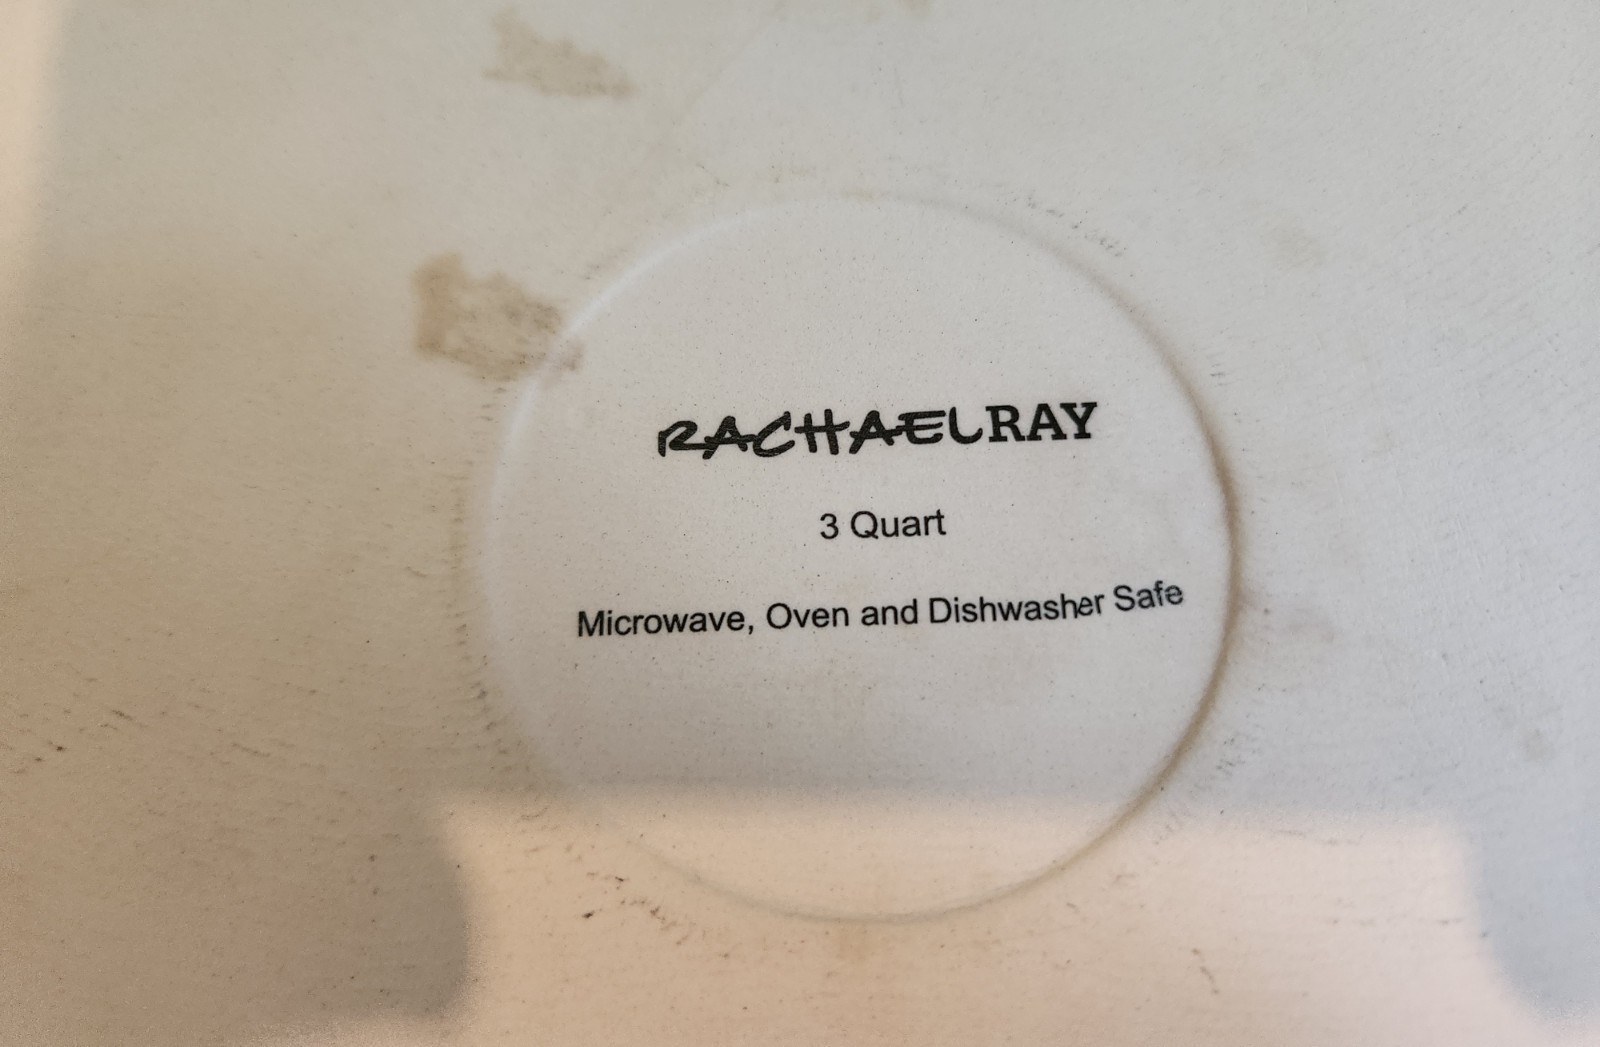 RACHAELRAY
3 Quart
Microwave, Oven and Dishwasher Safe